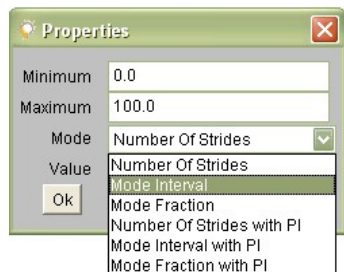 Properties
Minimum 0.0
Maximum 100.0
Mode Number Of Strides
Value Number Of Strides
Mode Interval
Ok Mode Fraction
Number Of Strides with PI
Mode Interval with PI
Mode Fraction with PI